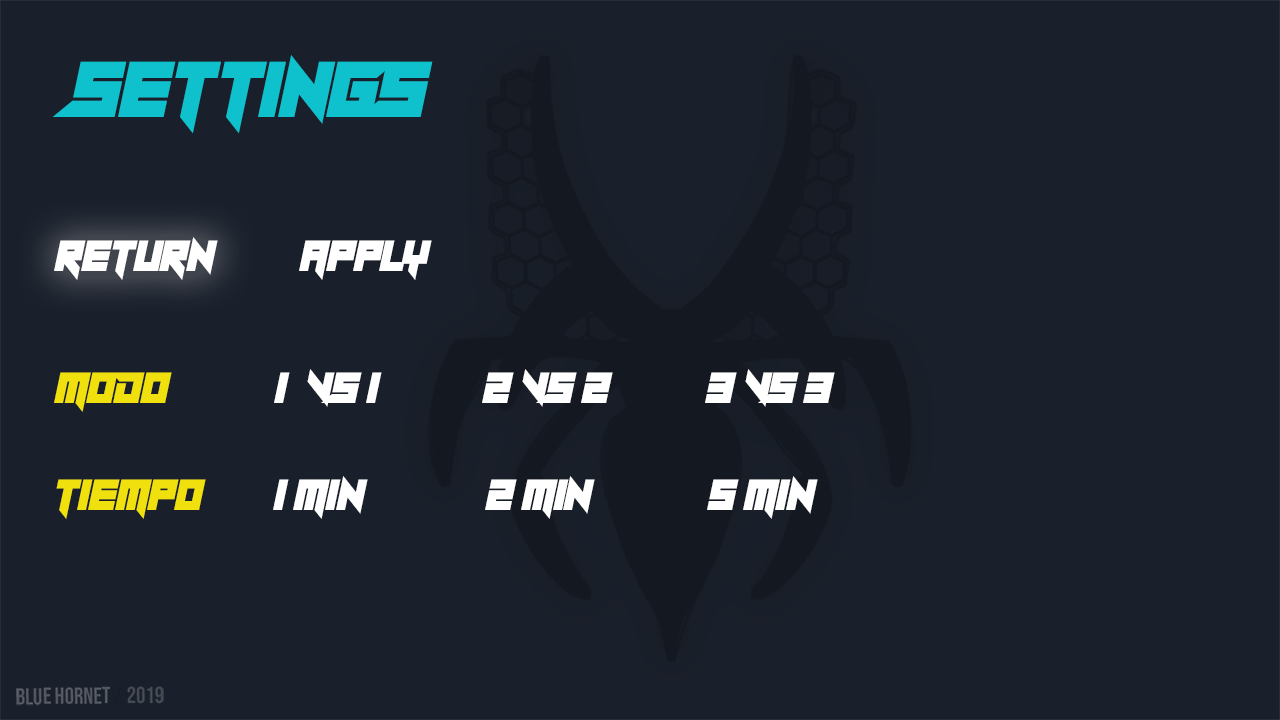 SETTINGS
RETURN APPLY
MODO 1 VS 1 2 VS 2 3 VS 3
TIEMPO 1 MIN 2 MIN 5 MIN
BLUE HORNET 2019